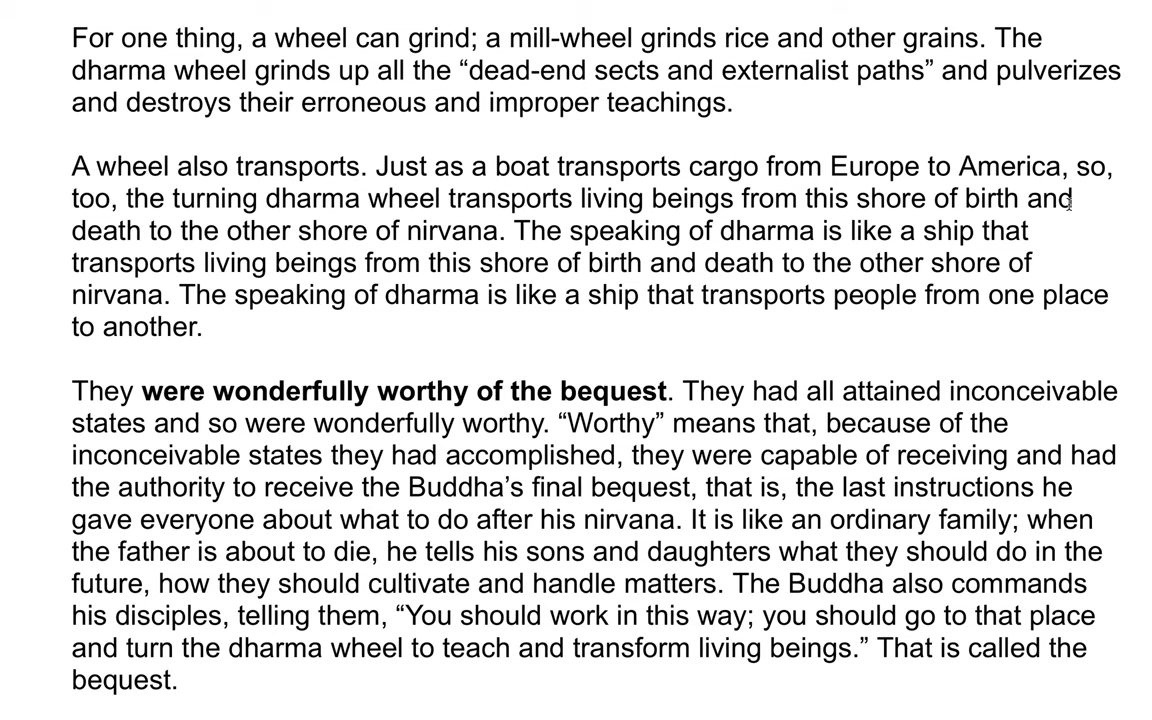 For one thing, a wheel can grind; a mill-wheel grinds rice and other grains. The
dharma wheel grinds up all the “dead-end sects and externalist paths” and pulverizes
and destroys their erroneous and improper teachings.
A wheel also transports. Just as a boat transports cargo from Europe to America, so,
too, the turning dharma wheel transports living beings from this shore of birth and
death to the other shore of nirvana. The speaking of dharma is like a ship that
transports living beings from this shore of birth and death to the other shore of
nirvana. The speaking of dharma is like a ship that transports people from one place
to another.
They were wonderfully worthy of the bequest. They had all attained inconceivable
states and so were wonderfully worthy. “Worthy” means that, because of the
inconceivable states they had accomplished, they were capable of receiving and had
the authority to receive the Buddha’s final bequest, that is, the last instructions he
gave everyone about what to do after his nirvana. It is like an ordinary family; when
the father is about to die, he tells his sons and daughters what they should do in the
future, how they should cultivate and handle matters. The Buddha also commands
his disciples, telling them, “You should work in this way; you should go to that place
and turn the dharma wheel to teach and transform living beings.” That is called the
bequest.